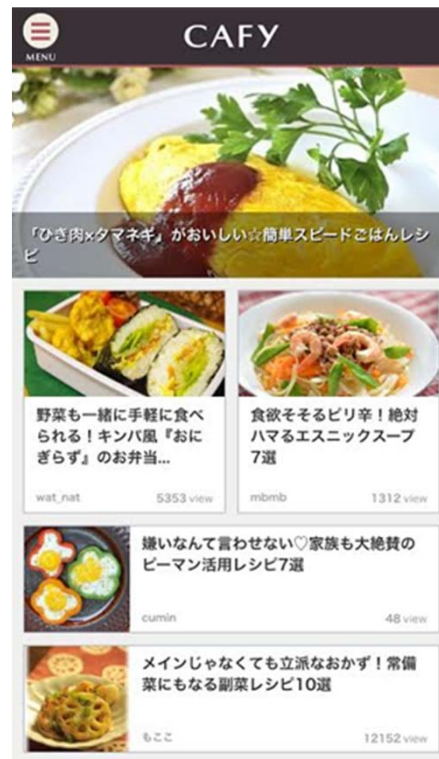 CAFY
MENU
「ひき肉×タマネギ」がおいしい☆簡単スピードごはんレシ
ピ
野菜も一緒に手軽に食べ
られる！キンパ風『おに
ぎらず』のお弁当...
wat_nat
5353 view
食欲そそるピリ辛！絶対
ハマるエスニックスープ
7選
mbmb
1312 view
嫌いなんて言わせない♡家族も大絶賛の
ピーマン活用レシピ7選
cumin
48 view
メインじゃなくても立派なおかず！常備
菜にもなる副菜レシピ10選
もここ
12152 view